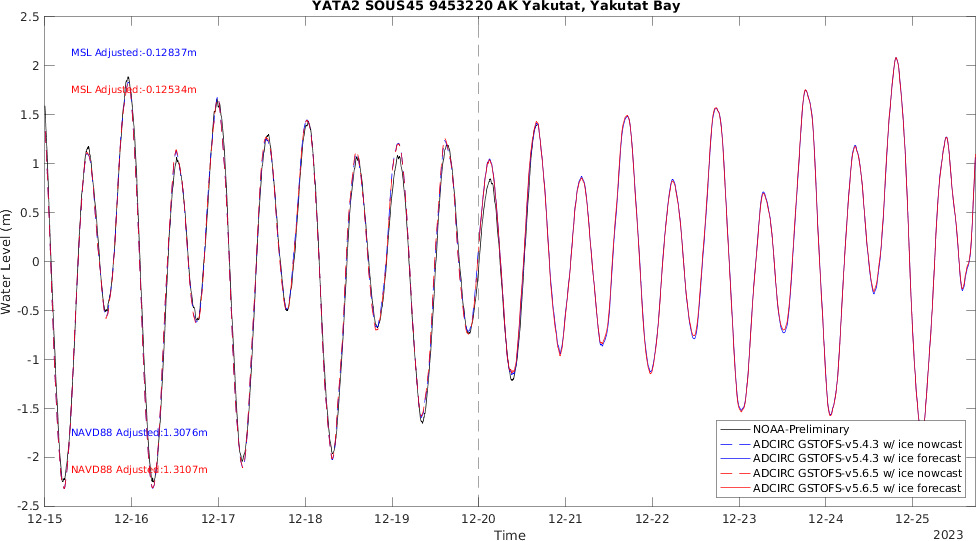 YATA2 SOUS45 9453220 AK Yakutat, Yakutat Bay
2.5
2
1.5
1
0.5
0
-0.5
-1
-1.5
-2
-2.5
Water Level (m)
MSL Adjusted:-0.12837m
MSL Adjusted:-0.12534m
NAVD88 Adjusted:1.3076m
NAVD88 Adjusted:1.3107m
NOAA-Preliminary
ADCIRC GSTOFS-v5.4.3 w/ ice nowcast
ADCIRC GSTOFS-v5.4.3 w/ ice forecast
ADCIRC GSTOFS-v5.6.5 w/ ice nowcast
ADCIRC GSTOFS-v5.6.5 w/ ice forecast
12-15 12-16 12-17 12-18 12-19 12-20 12-21 12-22 12-23 12-24 12-25
Time
2023